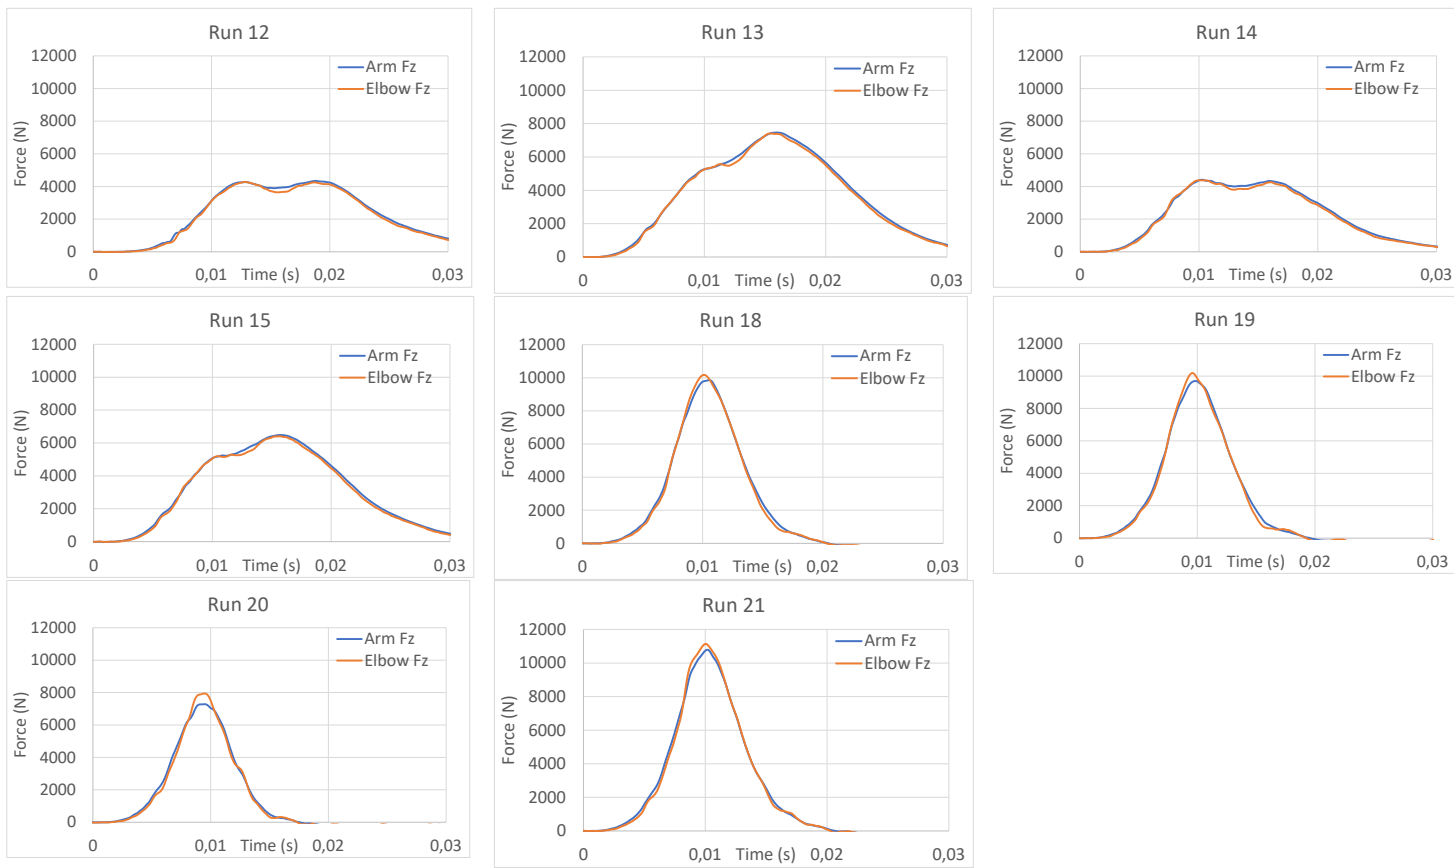 Run 12
12000
10000
8000
6000
4000
2000
0
Force (N)
Arm Fz
Elbow Fz
0 0,01 Time (s) 0,02 0,03
Run 13
12000
10000
8000
6000
4000
2000
0
Force (N)
Arm Fz
Elbow Fz
0 0,01 Time (s) 0,02 0,03
Run 14
12000
10000
8000
6000
4000
2000
0
Force (N)
Arm Fz
Elbow Fz
0 0,01 Time (s) 0,02 0,03
Run 15
12000
10000
8000
6000
4000
2000
0
Force (N)
Arm Fz
Elbow Fz
0 0,01 Time (s) 0,02 0,03
Run 18
12000
10000
8000
6000
4000
2000
0
Force (N)
Arm Fz
Elbow Fz
0 0,01 Time (s) 0,02 0,03
Run 19
12000
10000
8000
6000
4000
2000
0
Force (N)
Arm Fz
Elbow Fz
0 0,01 Time (s) 0,02 0,03
Run 20
12000
10000
8000
6000
4000
2000
0
Force (N)
Arm Fz
Elbow Fz
0 0,01 Time (s) 0,02 0,03
Run 21
12000
10000
8000
6000
4000
2000
0
Force (N)
Arm Fz
Elbow Fz
0 0,01 Time (s) 0,02 0,03